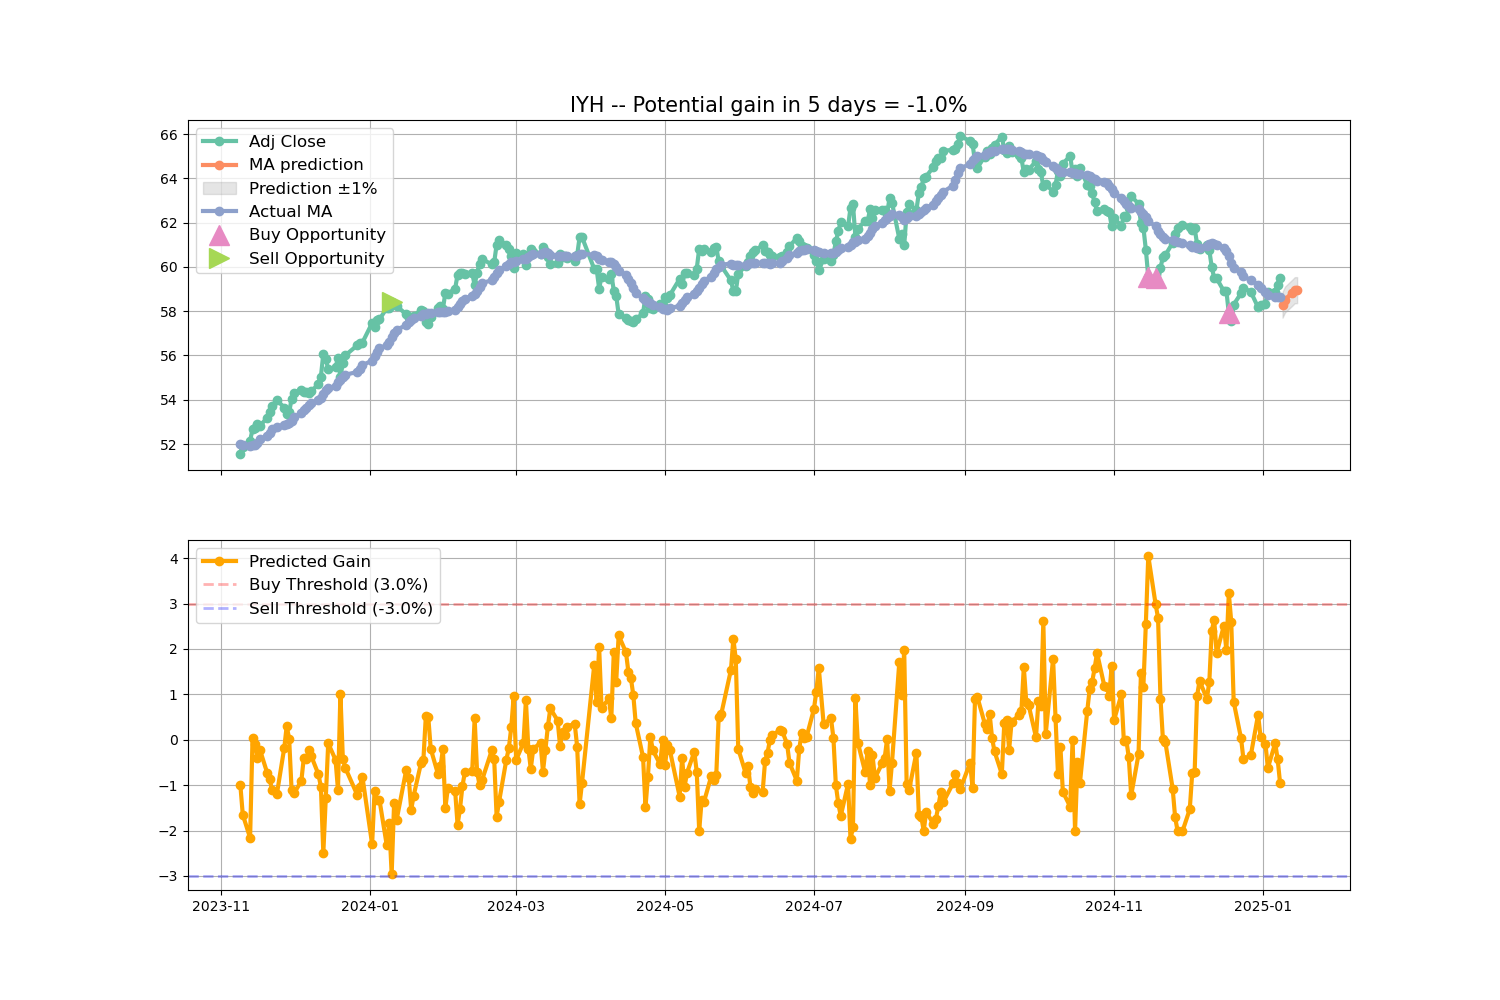 IYH -- Potential gain in 5 days = -1.0%
66
64
62
60
58
56
54
52
Adj Close
MA prediction
Prediction ±1%
Actual MA
Buy Opportunity
Sell Opportunity
4
3
2
1
0
−1
−2
−3
Predicted Gain
Buy Threshold (3.0%)
Sell Threshold (-3.0%)
2023-11
2024-01
2024-03
2024-05
2024-07
2024-09
2024-11
2025-01